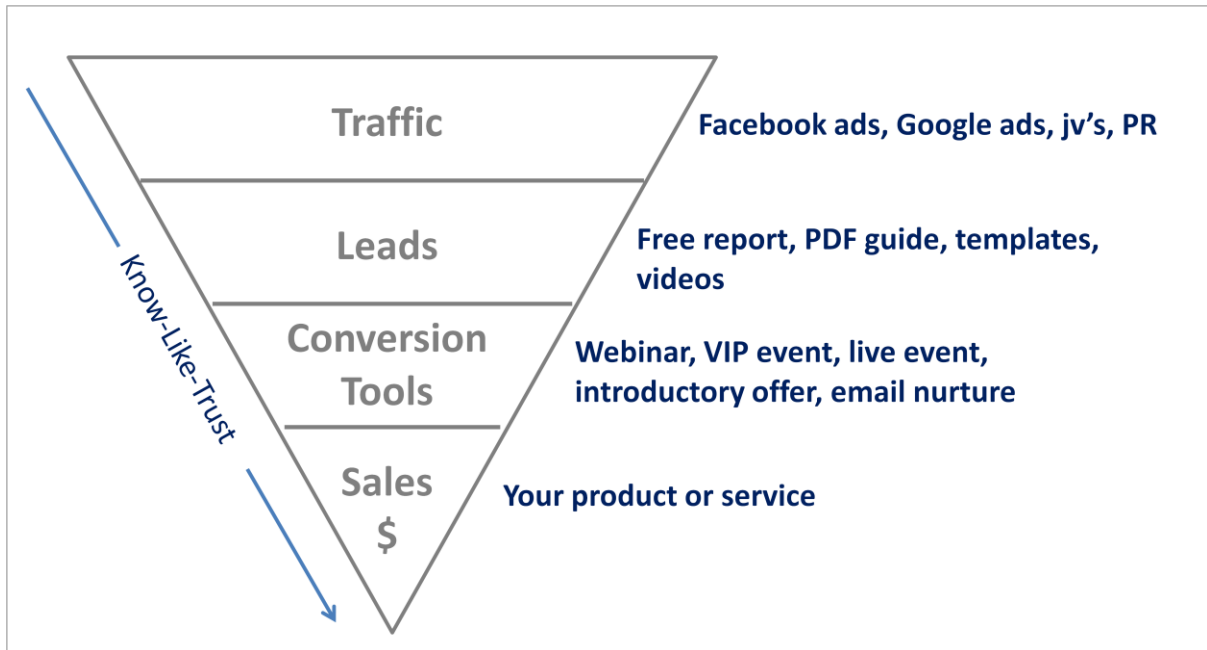 Traffic
Facebook ads, Google ads, jv’s, PR
Leads
Free report, PDF guide, templates,
videos
Conversion
Tools
Webinar, VIP event, live event,
introductory offer, email nurture
Sales
$
Your product or service
Know-Like-Trust